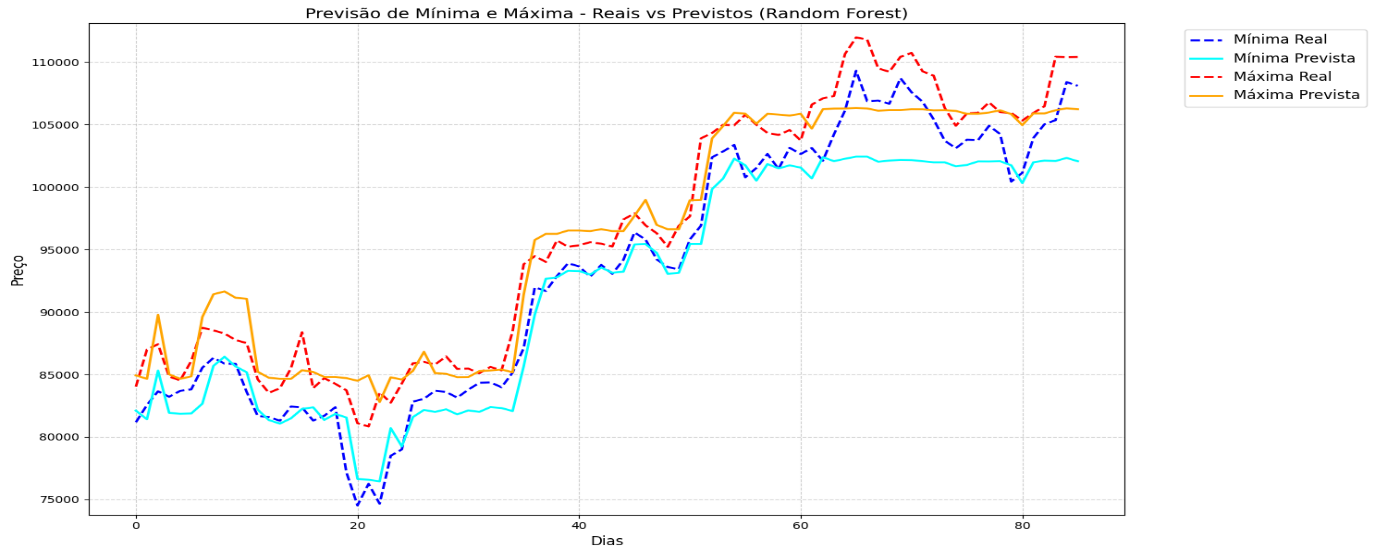 Previsão de Mínima e Máxima - Reais vs Previstos (Random Forest)
Mínima Real
Mínima Prevista
Máxima Real
Máxima Prevista
Preço
110000
105000
100000
95000
90000
85000
80000
75000
0
20
40
60
80
Dias